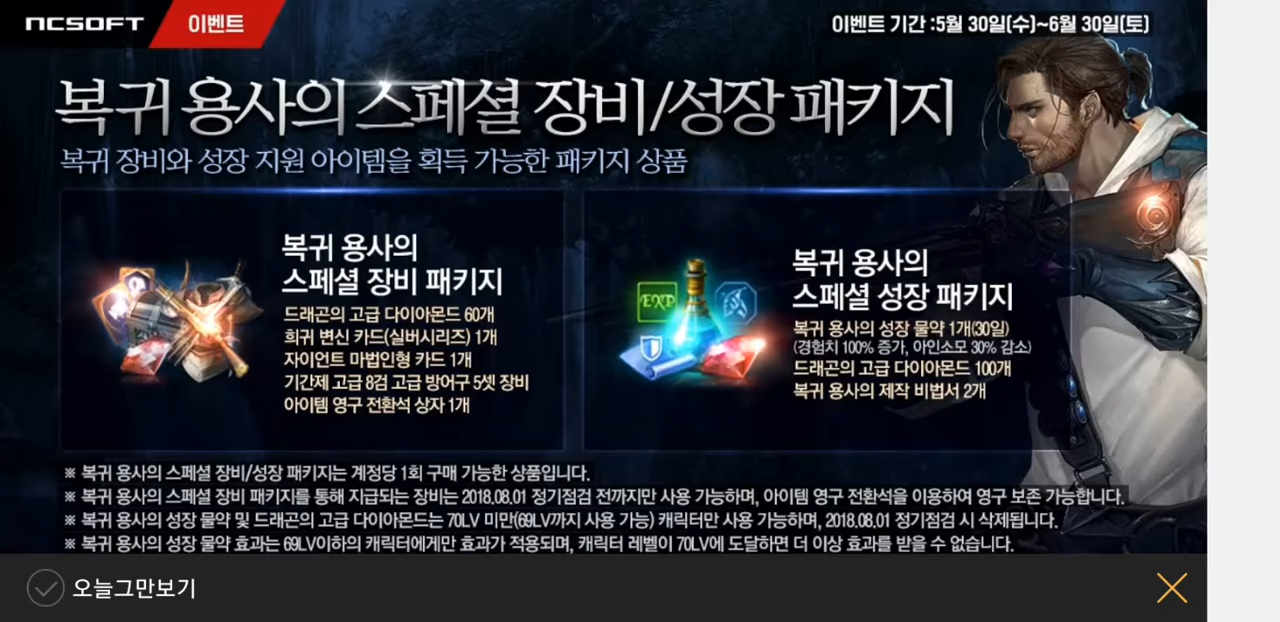 NCSOFT 이벤트
이벤트 기간 :5월 30일(수)~6월 30일(토)
복귀 용사의 스페셜 장비/성장 패키지
복귀 장비와 성장 지원 아이템을 획득 가능한 패키지 상품
복귀 용사의
스페셜 장비 패키지
드래곤의 고급 다이아몬드 60개
희귀 변신 카드(실버시리즈) 1개
자이언트 마법인형 카드 1개
기간제 고급 8검 고급 방어구 5셋 장비
아이템 영구 전환석 상자 1개
EXP
복귀 용사의
스페셜 성장 패키지
복귀 용사의 성장 물약 1개(30일)
(경험치 100% 증가, 아인소모 30% 감소)
드래곤의 고급 다이아몬드 100개
복귀 용사의 제작 비법서 2개
※ 복귀 용사의 스페셜 장비/성장 패키지는 계정당 1회 구매 가능한 상품입니다.
※ 복귀 용사의 스페셜 장비 패키지를 통해 지급되는 장비는 2018.08.01 정기점검 전까지만 사용 가능하며, 아이템 영구 전환석을 이용하여 영구 보존 가능합니다.
※ 복귀 용사의 성장 물약 및 드래곤의 고급 다이아몬드는 70LV 미만(69LV까지 사용 가능) 캐릭터만 사용 가능하며, 2018.08.01 정기점검 시 삭제됩니다.
※ 복귀 용사의 성장 물약 효과는 69LV이하의 캐릭터에게만 효과가 적용되며, 캐릭터 레벨이 70LV에 도달하면 더 이상 효과를 받을 수 없습니다.
오늘그만보기